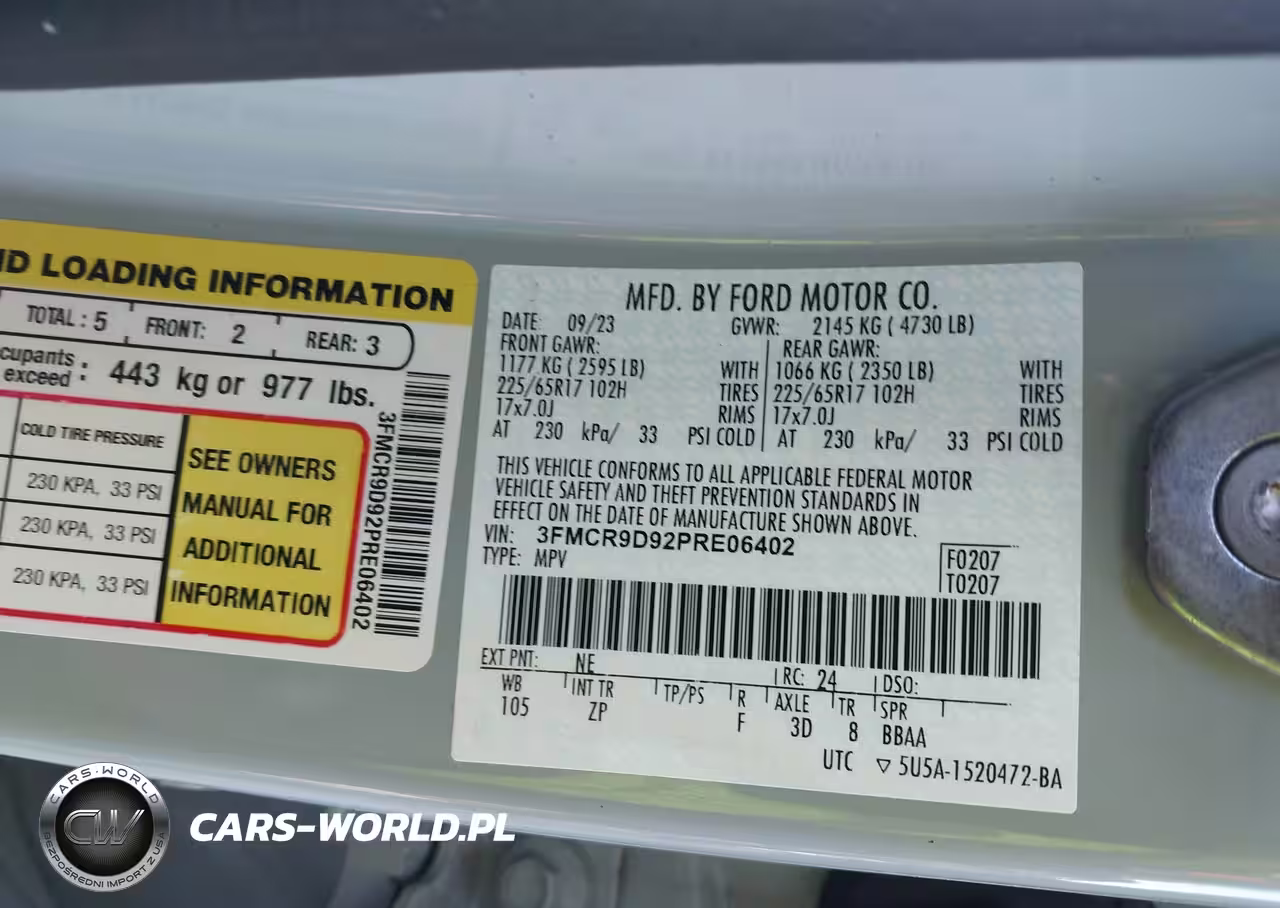 ND LOADING INFORMATION
TOTAL : 5 FRONT: 2 REAR: 3
cupants
exceed : 443 kg or 977 lbs.
COLD TIRE PRESSURE
230 KPA, 33 PSI
230 KPA, 33 PSI
230 KPA, 33 PSI
SEE OWNERS
MANUAL FOR
ADDITIONAL
INFORMATION
3FMCR9D92PRE06402
MFD. BY FORD MOTOR CO.
DATE: 09/23 GVWR: 2145 KG ( 4730 LB)
FRONT GAWR: REAR GAWR:
1177 KG ( 2595 LB) WITH 1066 KG ( 2350 LB) WITH
225/65R17 102H TIRES 225/65R17 102H TIRES
17x7.0J RIMS 17x7.0J RIMS
AT 230 kPa/ 33 PSI COLD AT 230 kPa/ 33 PSI COLD
THIS VEHICLE CONFORMS TO ALL APPLICABLE FEDERAL MOTOR
VEHICLE SAFETY AND THEFT PREVENTION STANDARDS IN
EFFECT ON THE DATE OF MANUFACTURE SHOWN ABOVE.
VIN: 3FMCR9D92PRE06402
TYPE: MPV
F0207
T0207
EXT PNT: NE RC: 24 DSO:
WB INT TR TP/PS R AXLE TR SPR
105 ZP F 3D 8 BBAA
UTC ▽ 5U5A-1520472-BA
CARS-WORLD
CW
BEZPOŚREDNI IMPORT Z USA
CARS-WORLD.PL